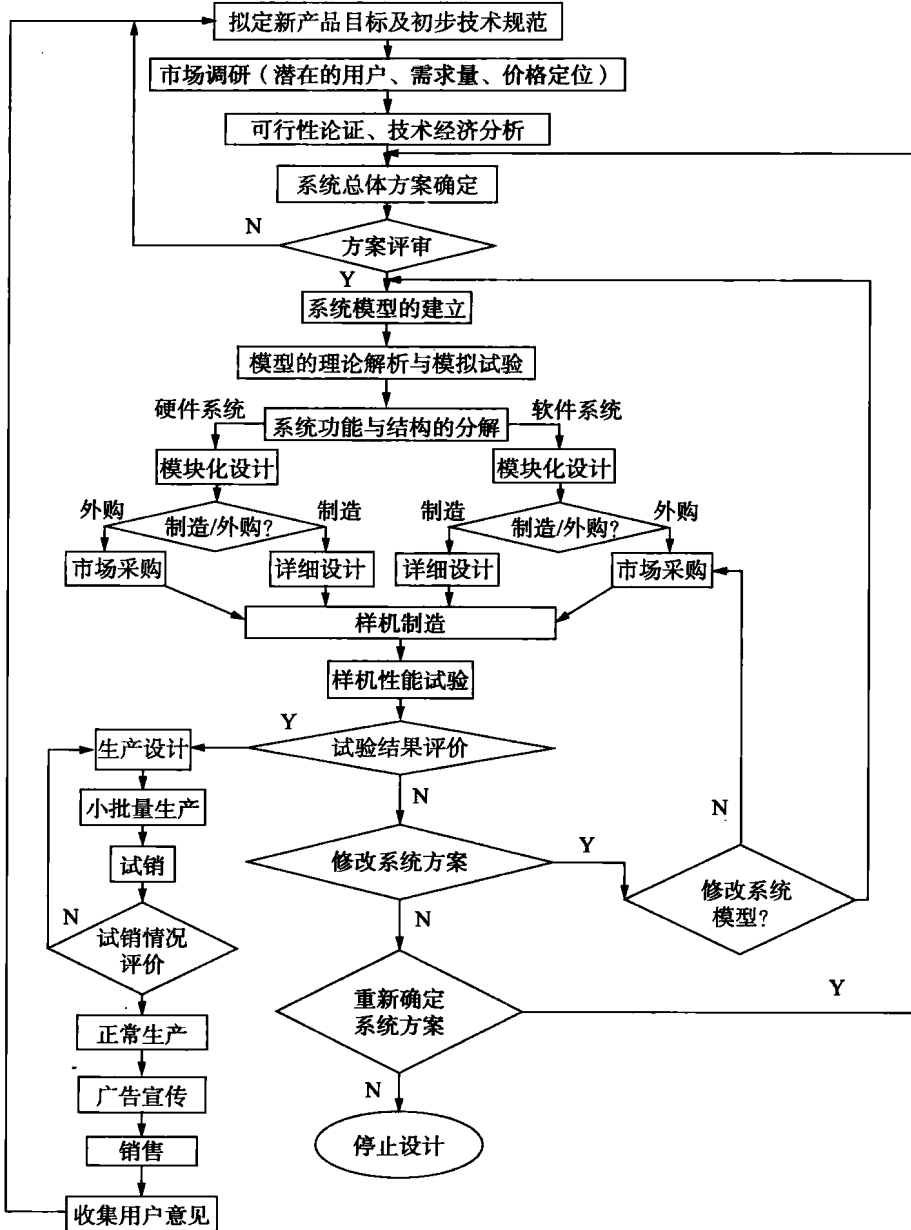 拟定新产品目标及初步技术规范
市场调研（潜在的用户、需求量、价格定位）
可行性论证、技术经济分析
系统总体方案确定
N
方案评审
Y
系统模型的建立
模型的理论解析与模拟试验
硬件系统
软件系统
系统功能与结构的分解
模块化设计
模块化设计
外购
制造/外购?
制造
制造
制造/外购?
外购
市场采购
详细设计
详细设计
市场采购
样机制造
样机性能试验
Y
试验结果评价
生产设计
N
小批量生产
N
修改系统方案
Y
试销
修改系统
模型?
N
N
试销情况
评价
重新确定
系统方案
Y
正常生产
N
广告宣传
停止设计
销售
收集用户意见